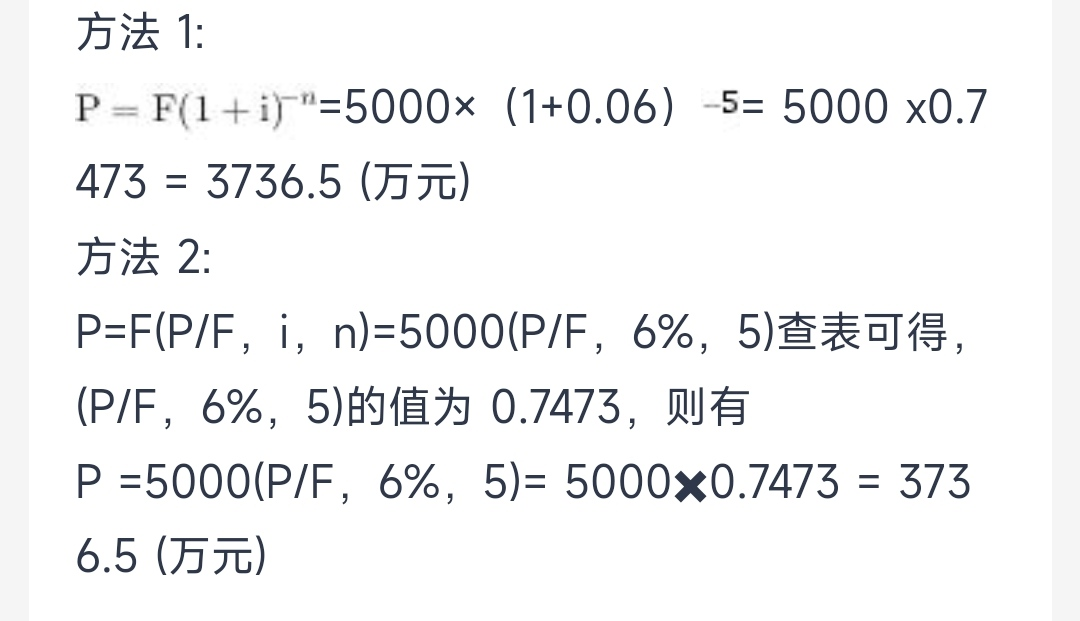 方法 1:
P = F(1 + i)⁻ⁿ=5000×（1+0.06）⁻⁵= 5000 x0.7
473 = 3736.5 (万元)
方法 2:
P=F(P/F，i，n)=5000(P/F，6%，5)查表可得，
(P/F，6%，5)的值为 0.7473，则有
P =5000(P/F，6%，5)= 5000✖0.7473 = 373
6.5 (万元)